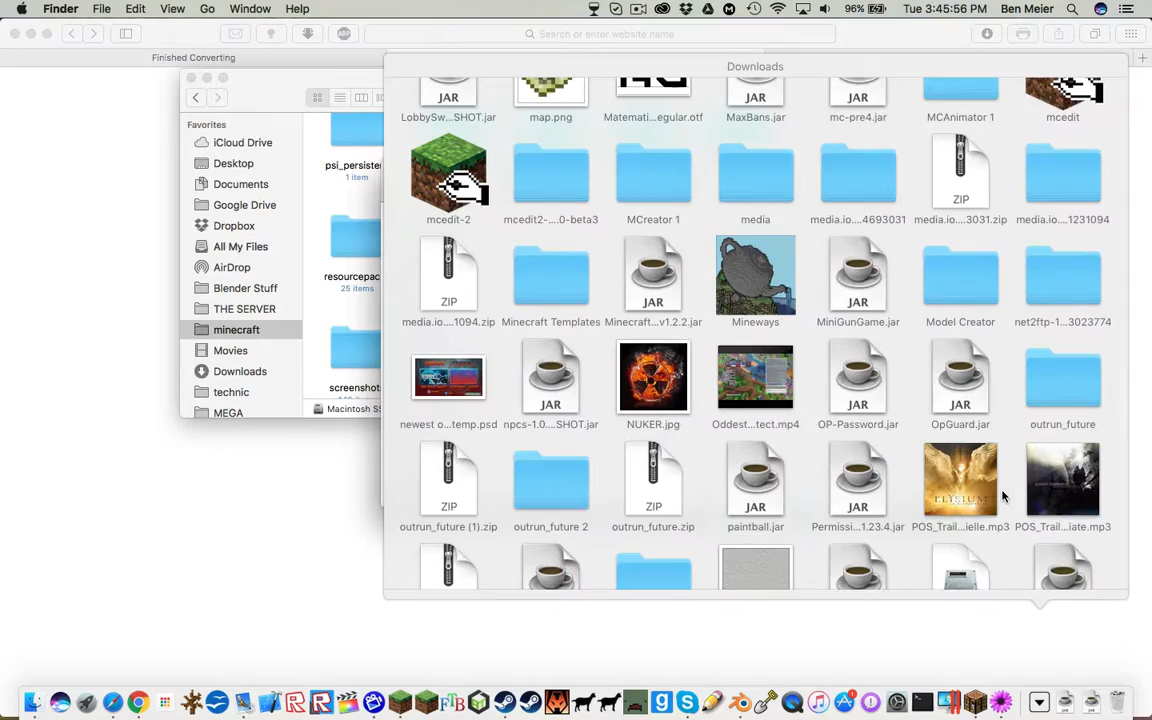 Finder File Edit View Go Window Help 96% Tue 3:45:56 PM Ben Meier
Search or enter website name
Finished Converting
Downloads
LobbySw...SHOT.jar map.png Matemati...egular.otf MaxBans.jar mc-pre4.jar MCAnimator 1 mcedit
Favorites
iCloud Drive
Desktop
Documents
Google Drive
Dropbox
All My Files
AirDrop
Blender Stuff
THE SERVER
minecraft
Movies
Downloads
technic
MEGA
psi_persister
1 item
resourcepac
25 items
screenshots
Macintosh SS
JAR JAR JAR
ZIP
mcedit-2 mcedit2-....0-beta3 MCreator 1 media media.io....4693031 media.io....3031.zip media.io....1231094
ZIP JAR JAR
media.io....1094.zip Minecraft Templates Minecraft...v1.2.2.jar Mineways MiniGunGame.jar Model Creator net2ftp-1...3023774
JAR JAR JAR
newest o...temp.psd npcs-1.0...SHOT.jar NUKER.jpg Oddest...tect.mp4 OP-Password.jar OpGuard.jar outrun_future
ZIP ZIP JAR JAR ELYSIUM
outrun_future (1).zip outrun_future 2 outrun_future.zip paintball.jar Permissi...1.23.4.jar POS_Trail...ielle.mp3 POS_Trail...iate.mp3